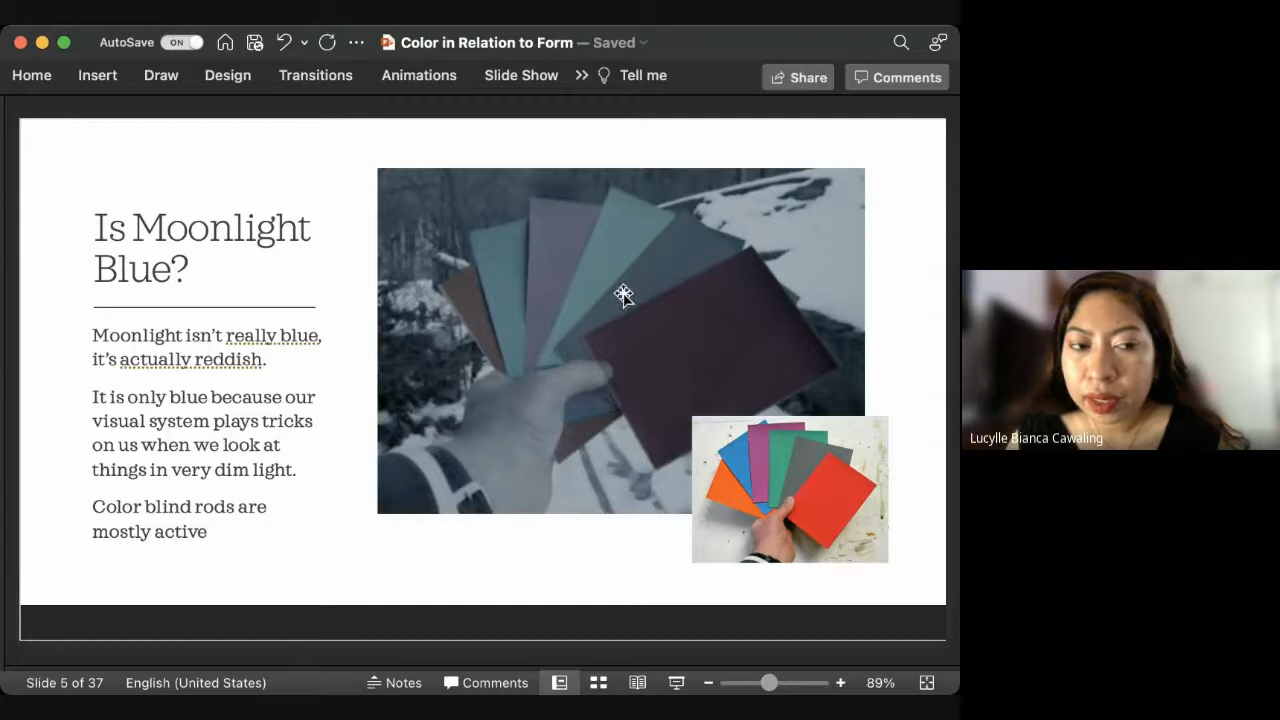 AutoSave ON Color in Relation to Form — Saved
Home Insert Draw Design Transitions Animations Slide Show Tell me Share Comments
Is Moonlight
Blue?
Moonlight isn't really blue,
it's actually reddish.
It is only blue because our
visual system plays tricks
on us when we look at
things in very dim light.
Color blind rods are
mostly active
Lucylle Bianca Cawaling
Slide 5 of 37 English (United States) Notes Comments 89%